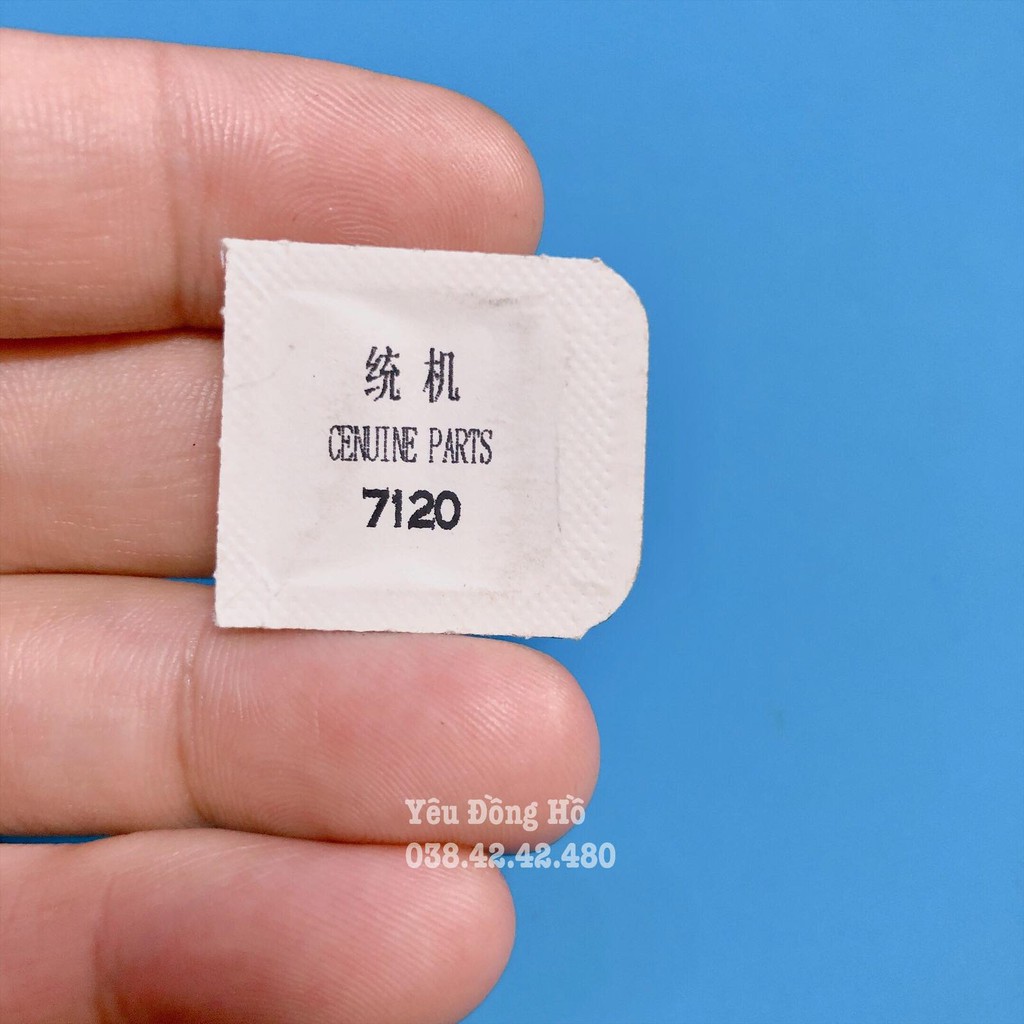 统 机
CENUINE PARTS
7120
Yêu Đồng Hồ
038.42.42.480